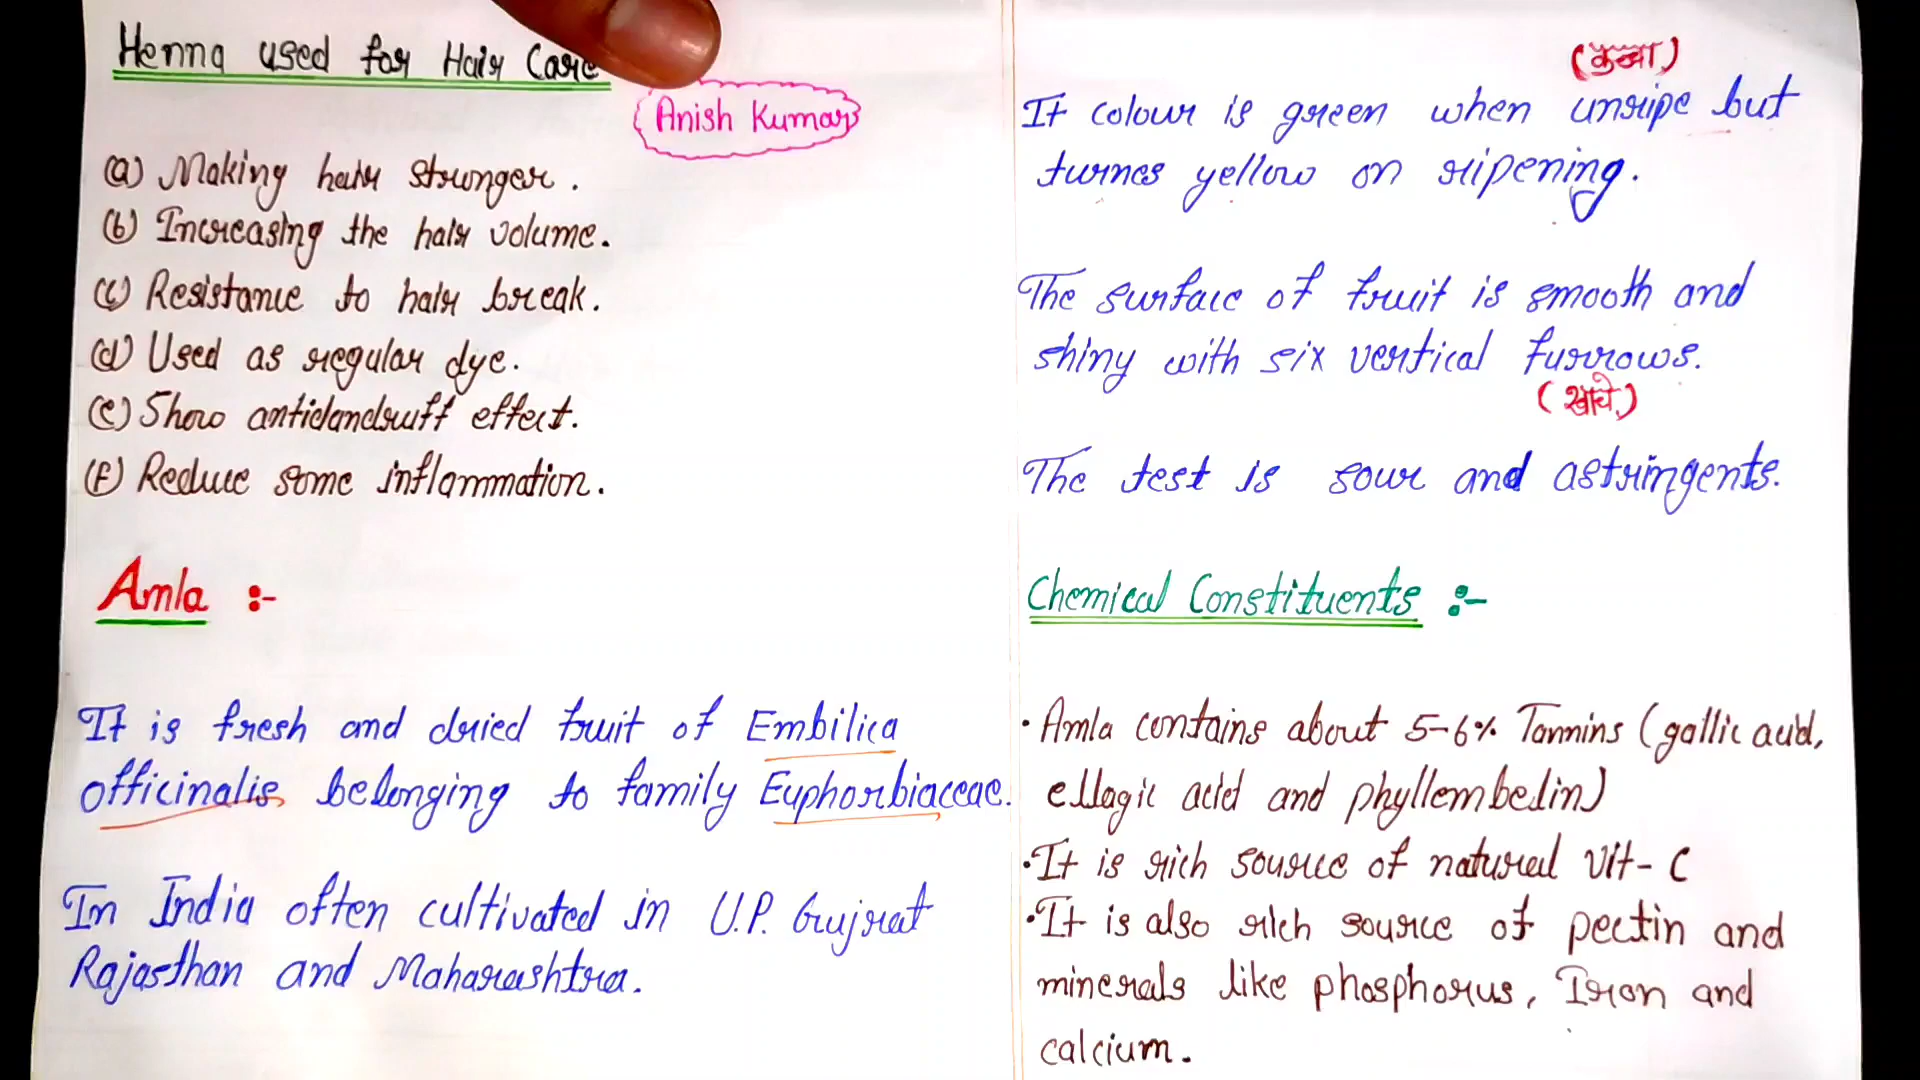 Henna used for Hair Care
Anish Kumar
(a) Making hair stronger.
(b) Increasing the hair volume.
(c) Resistance to hair break.
(d) Used as regular dye.
(e) Show antidandruff effect.
(F) Reduce some inflammation.
Amla :-
It is fresh and dried fruit of Embilica
officinalis belonging to family Euphorbiaceae.
In India often cultivated in U.P. Gujrat
Rajasthan and Maharashtra.
(कच्चा)
It colour is green when unripe but
turnes yellow on ripening.
The surface of fruit is smooth and
shiny with six vertical furrows.
(खांचे)
The test is sour and astringents.
Chemical Constituents :-
• Amla contains about 5-6% Tannins (gallic acid,
ellagic acid and phyllembelin)
• It is rich source of natural Vit-C
• It is also rich source of pectin and
minerals like phosphorus, Iron and
calcium.